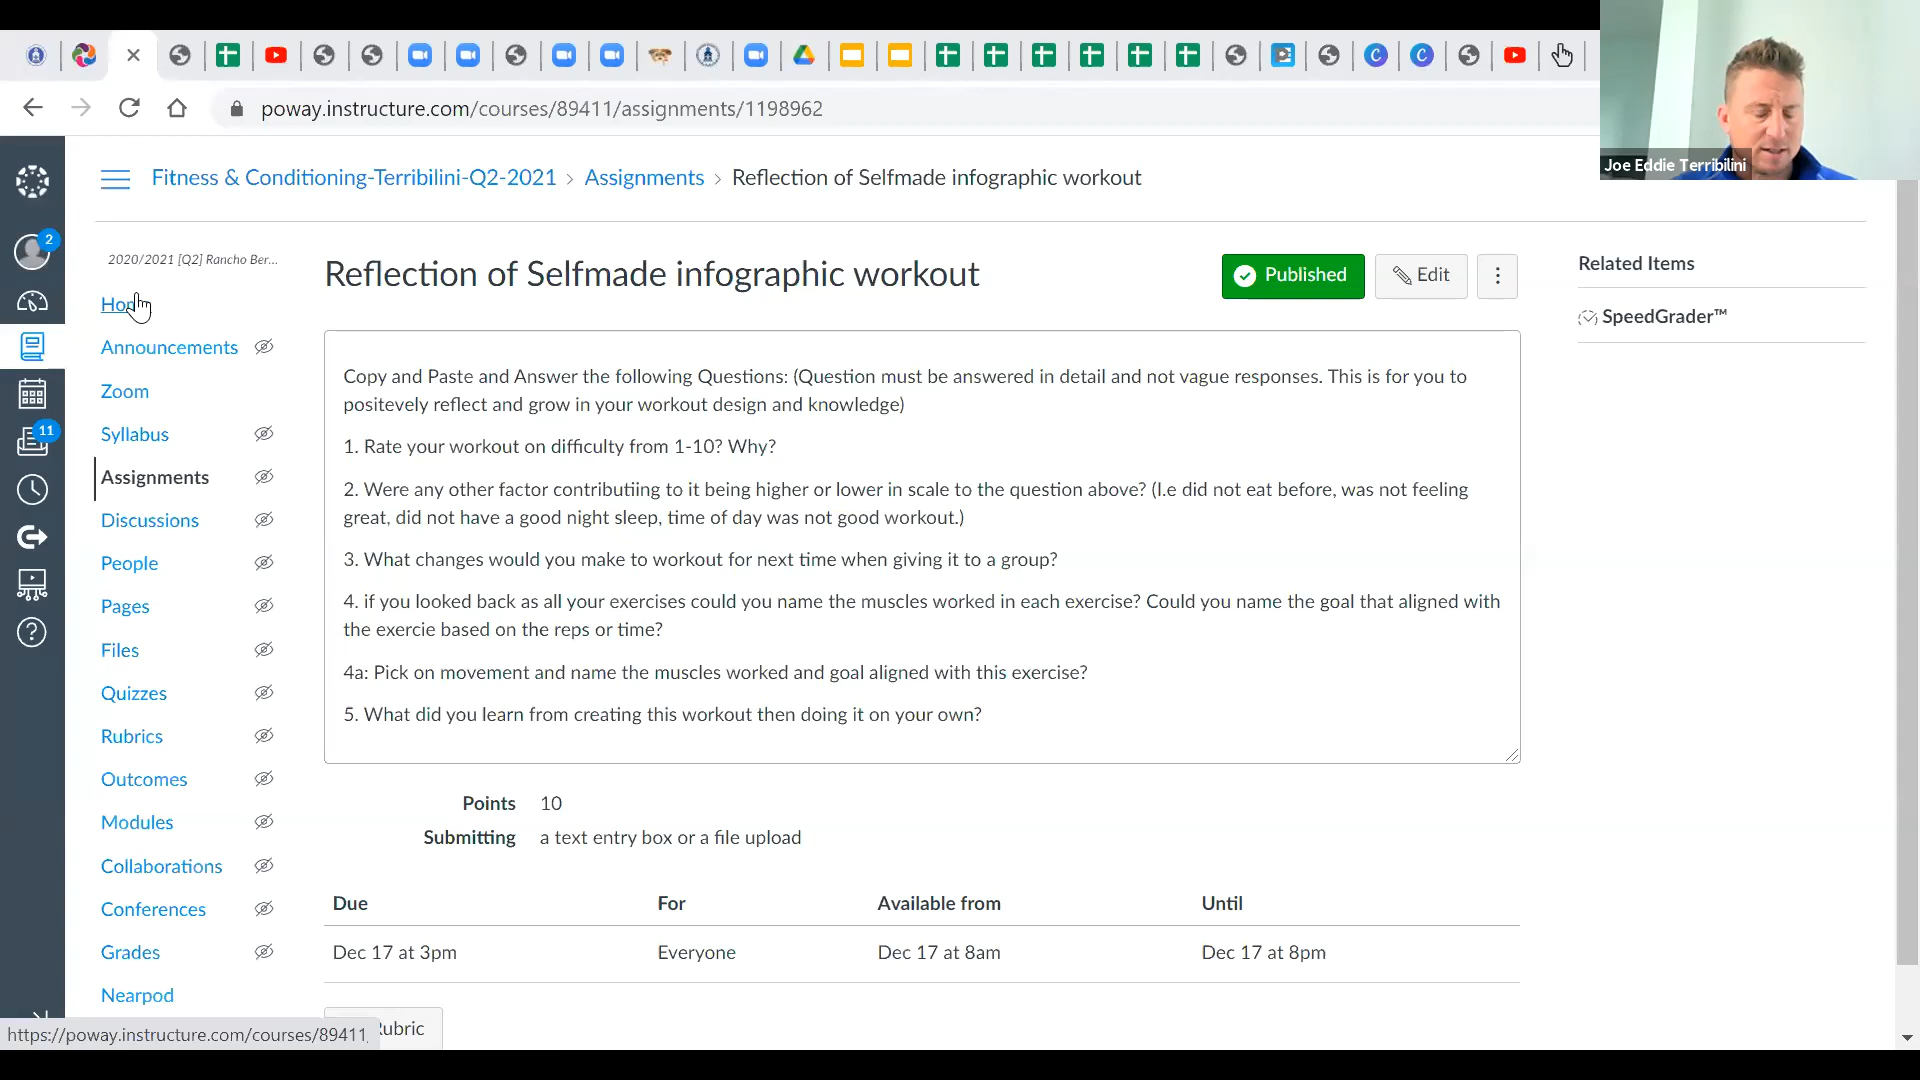 poway.instructure.com/courses/89411/assignments/1198962
Joe Eddie Terribilini
Fitness & Conditioning-Terribilini-Q2-2021 › Assignments › Reflection of Selfmade infographic workout
2
11
2020/2021 [Q2] Rancho Ber...
Home
Announcements
Zoom
Syllabus
Assignments
Discussions
People
Pages
Files
Quizzes
Rubrics
Outcomes
Modules
Collaborations
Conferences
Grades
Nearpod
Reflection of Selfmade infographic workout
Published
Edit
Copy and Paste and Answer the following Questions: (Question must be answered in detail and not vague responses. This is for you to
positevely reflect and grow in your workout design and knowledge)
1. Rate your workout on difficulty from 1-10? Why?
2. Were any other factor contributiing to it being higher or lower in scale to the question above? (I.e did not eat before, was not feeling
great, did not have a good night sleep, time of day was not good workout.)
3. What changes would you make to workout for next time when giving it to a group?
4. if you looked back as all your exercises could you name the muscles worked in each exercise? Could you name the goal that aligned with
the exercie based on the reps or time?
4a: Pick on movement and name the muscles worked and goal aligned with this exercise?
5. What did you learn from creating this workout then doing it on your own?
Points 10
Submitting a text entry box or a file upload
Due For Available from Until
Dec 17 at 3pm Everyone Dec 17 at 8am Dec 17 at 8pm
Rubric
Related Items
SpeedGrader™
https://poway.instructure.com/courses/89411